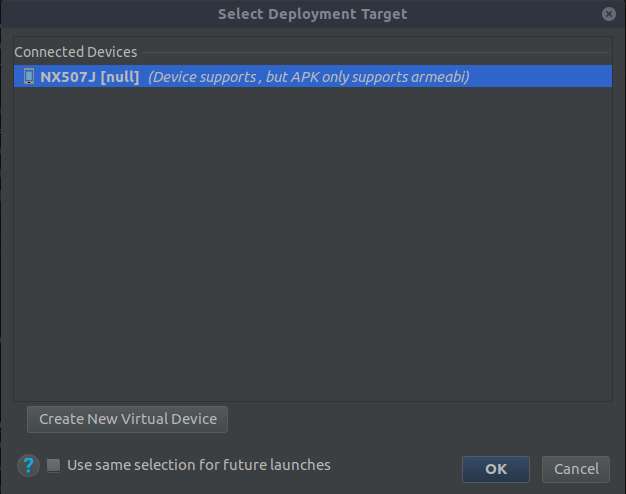 Select Deployment Target
Connected Devices
NX507J [null] (Device supports , but APK only supports armeabi)
Create New Virtual Device
? Use same selection for future launches
OK
Cancel